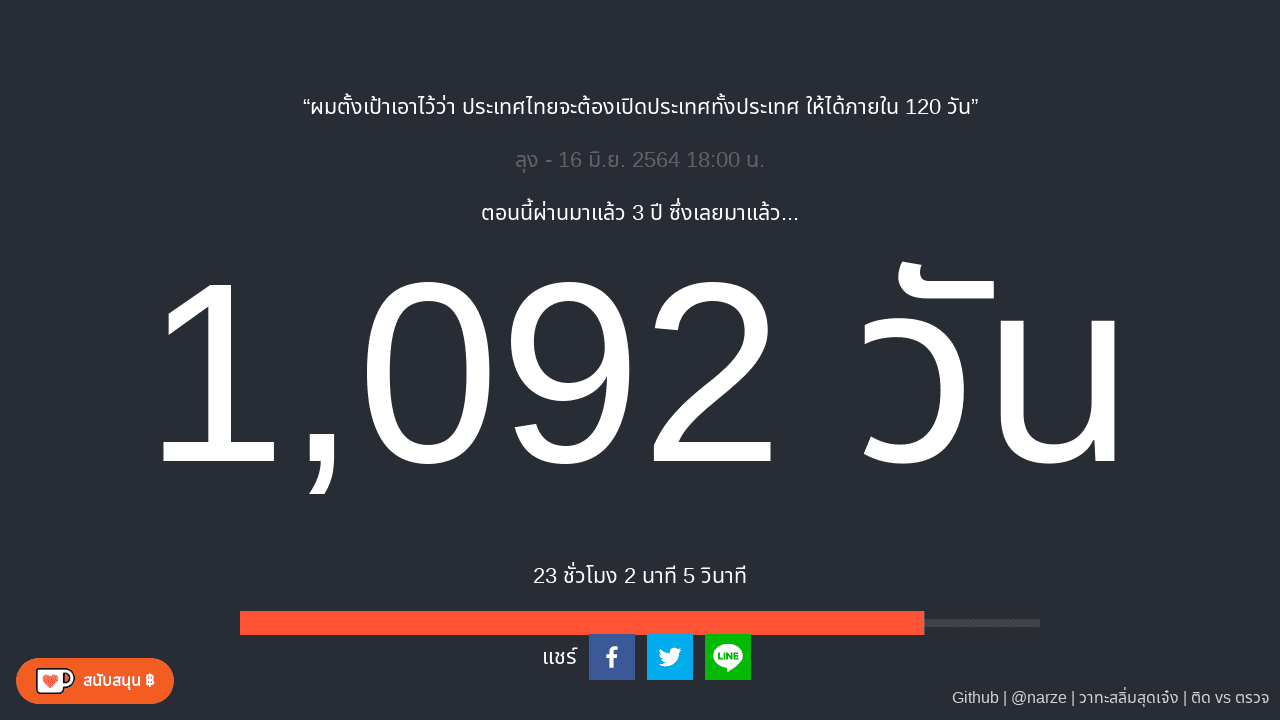 “ผมตั้งเป้าเอาไว้ว่า ประเทศไทยจะต้องเปิดประเทศทั้งประเทศ ให้ได้ภายใน 120 วัน”
ลุง - 16 มิ.ย. 2564 18:00 น.
ตอนนี้ผ่านมาแล้ว 3 ปี ซึ่งเลยมาแล้ว...
1,092 วัน
23 ชั่วโมง 2 นาที 5 วินาที
แชร์
LINE
สนับสนุน ฿
Github | @narze | วาทะสลิ่มสุดเจ๋ง | ติด vs ตรวจ